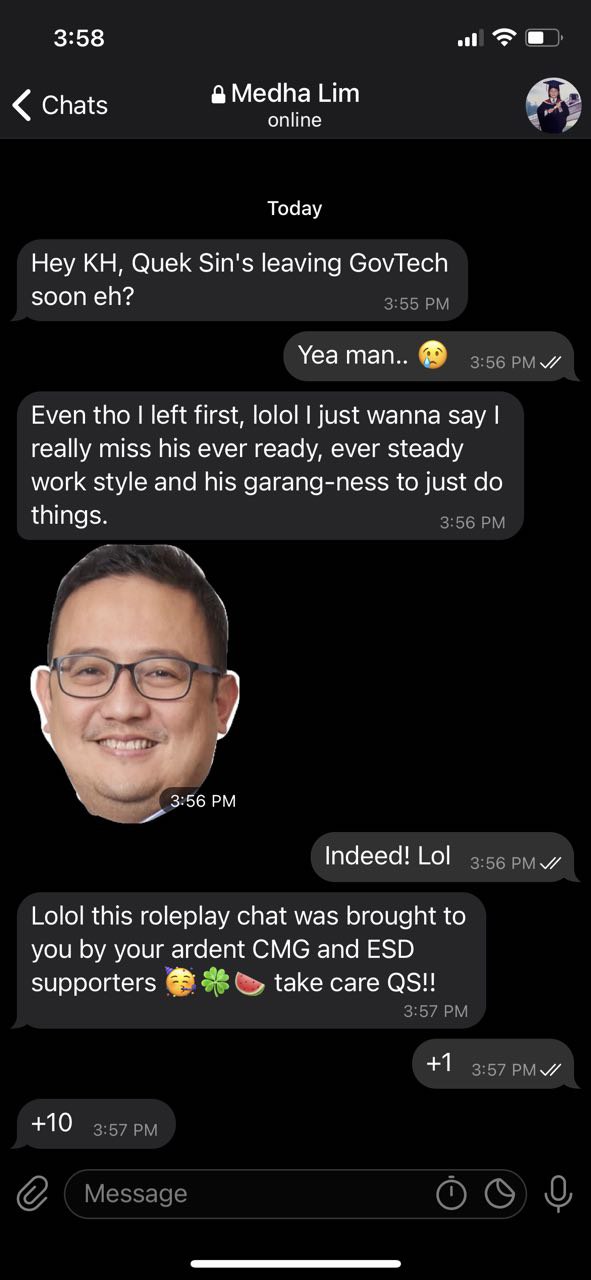 3:58
Chats
Medha Lim
online
Today
Hey KH, Quek Sin's leaving GovTech
soon eh?
3:55 PM
Yea man.. 😢 3:56 PM
Even tho I left first, lolol I just wanna say I
really miss his ever ready, ever steady
work style and his garang-ness to just do
things.
3:56 PM
3:56 PM
Indeed! Lol 3:56 PM
Lolol this roleplay chat was brought to
you by your ardent CMG and ESD
supporters 🥳🍀🍉 take care QS!!
3:57 PM
+1 3:57 PM
+10 3:57 PM
Message